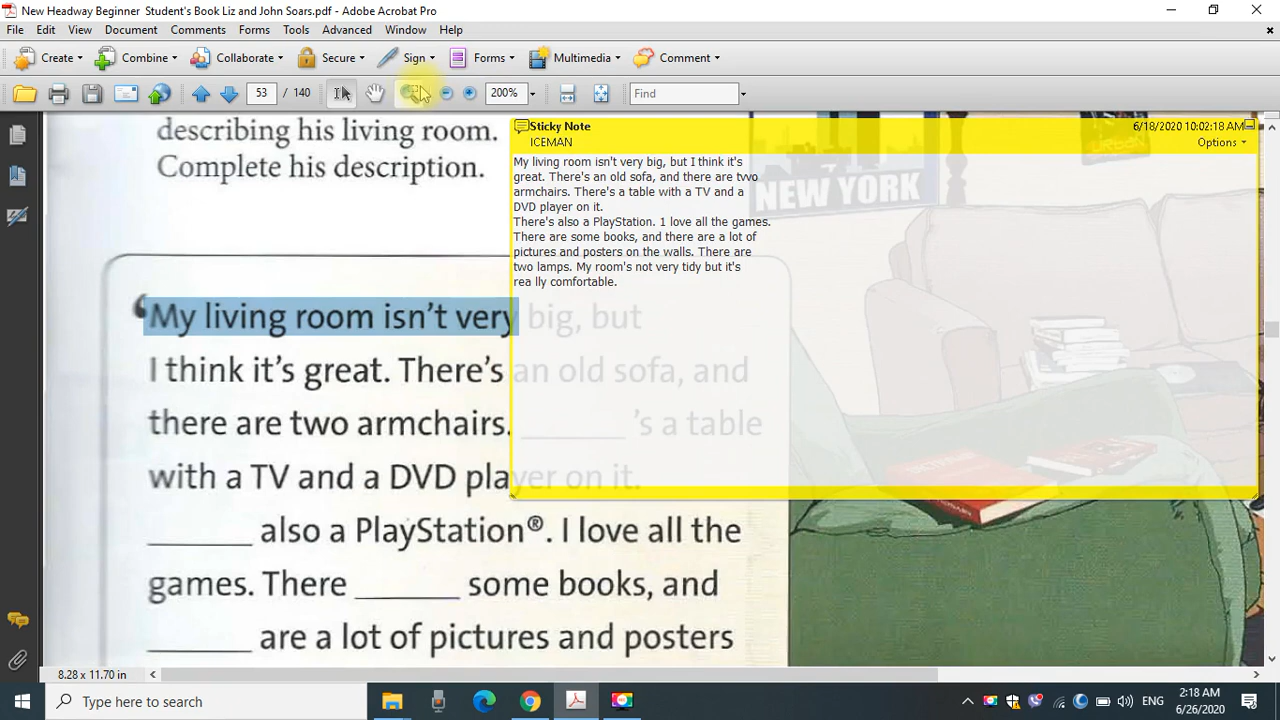 New Headway Beginner Student's Book Liz and John Soars.pdf - Adobe Acrobat Pro
File Edit View Document Comments Forms Tools Advanced Window Help
Create Combine Collaborate Secure Sign Forms Multimedia Comment
53 / 140 200% Find
describing his living room.
Complete his description.
Sticky Note 6/18/2020 10:02:18 AM
ICEMAN Options
My living room isn't very big, but I think it's
great. There's an old sofa, and there are tvvo
armchairs. There's a table with a TV and a
DVD player on it.
There's also a PlayStation. 1 love all the games.
There are some books, and there are a lot of
pictures and posters on the walls. There are
two lamps. My room's not very tidy but it's
rea lly comfortable.
NEW YORK
‘My living room isn't very big, but
I think it's great. There's an old sofa, and
there are two armchairs. ______ 's a table
with a TV and a DVD player on it.
______ also a PlayStation®. I love all the
games. There ______ some books, and
______ are a lot of pictures and posters
8.28 x 11.70 in
Type here to search
ENG
2:18 AM
6/26/2020